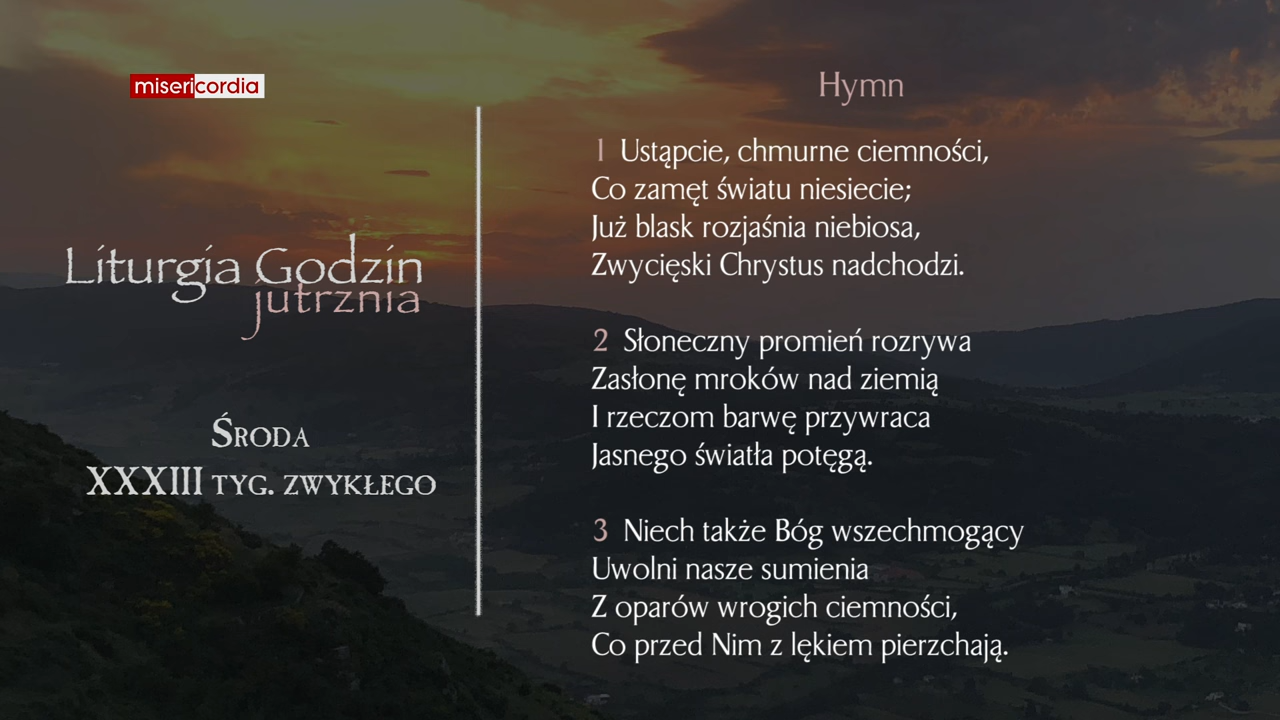 misericordia
Liturgia Godzin
jutrznia
Środa
XXXIII tyg. zwykłego
Hymn
1 Ustąpcie, chmurne ciemności,
Co zamęt światu niesiecie;
Już blask rozjaśnia niebiosa,
Zwycięski Chrystus nadchodzi.
2 Słoneczny promień rozrywa
Zasłonę mroków nad ziemią
I rzeczom barwę przywraca
Jasnego światła potęgą.
3 Niech także Bóg wszechmogący
Uwolni nasze sumienia
Z oparów wrogich ciemności,
Co przed Nim z lękiem pierzchają.